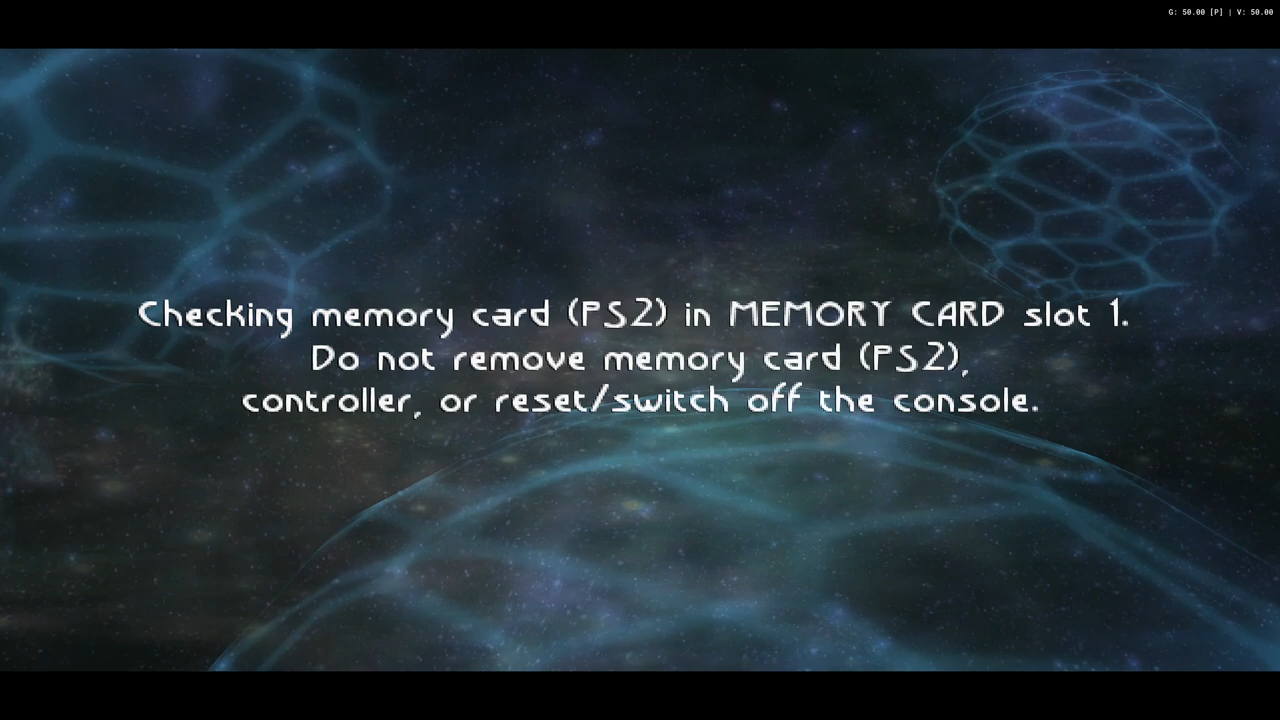 G: 50.00 [P] | V: 50.00
Checking memory card (PS2) in MEMORY CARD slot 1.
Do not remove memory card (PS2),
controller, or reset/switch off the console.